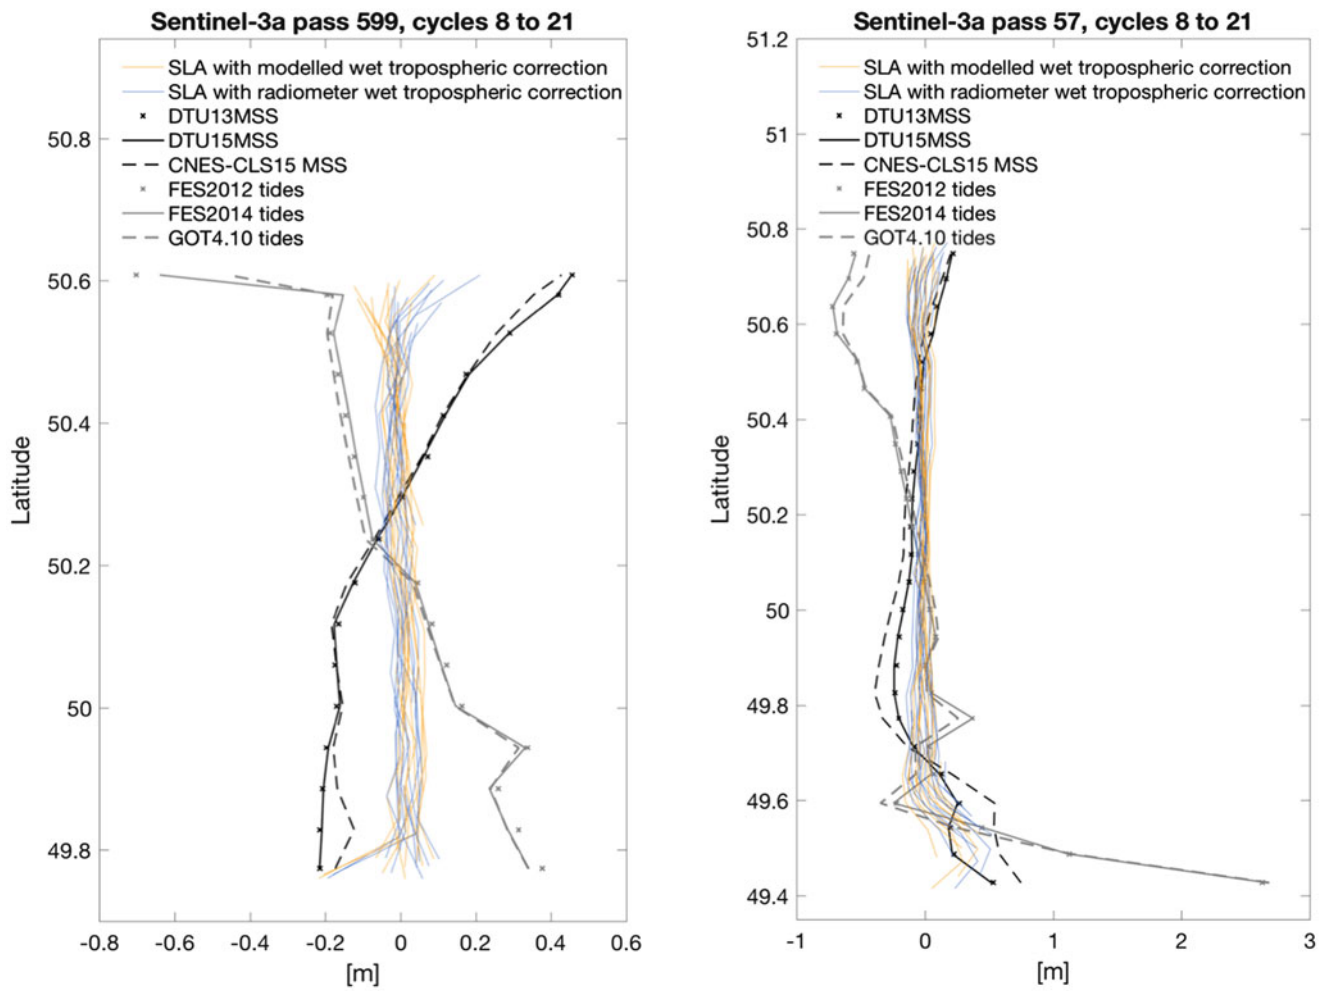 Sentinel-3a pass 599, cycles 8 to 21
SLA with modelled wet tropospheric correction
SLA with radiometer wet tropospheric correction
DTU13MSS
DTU15MSS
CNES-CLS15 MSS
FES2012 tides
FES2014 tides
GOT4.10 tides
50.8
50.6
50.4
50.2
50
49.8
Latitude
-0.8
-0.6
-0.4
-0.2
0
0.2
0.4
0.6
[m]
Sentinel-3a pass 57, cycles 8 to 21
SLA with modelled wet tropospheric correction
SLA with radiometer wet tropospheric correction
DTU13MSS
DTU15MSS
CNES-CLS15 MSS
FES2012 tides
FES2014 tides
GOT4.10 tides
51.2
51
50.8
50.6
50.4
50.2
50
49.8
49.6
49.4
Latitude
-1
0
1
2
3
[m]